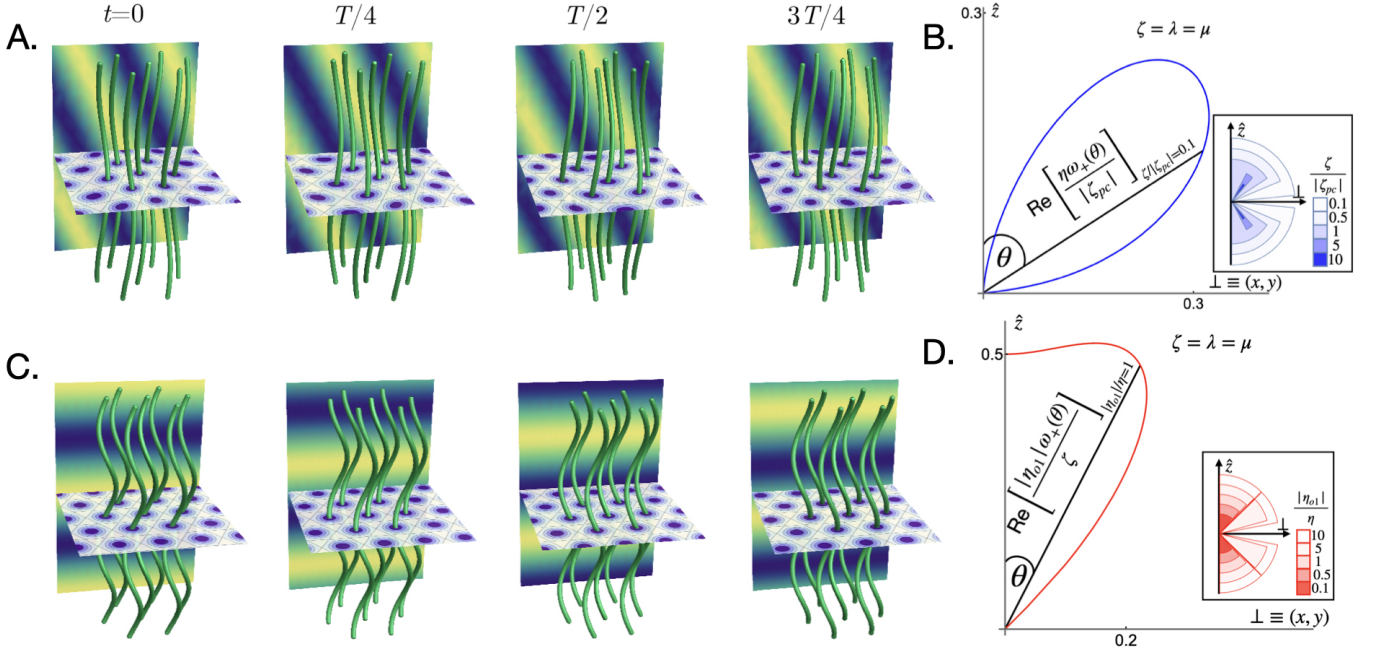 t=0 T/4 T/2 3T/4
A.
B.
0.3 ẑ
ζ = λ = μ
Re[ηω₊(θ)/|ζ_pc|]_ζ/|ζ_pc|=0.1
θ
0.3
⊥ ≡ (x, y)
ẑ
⊥
ζ/|ζ_pc|
0.1
0.5
1
5
10
C.
D.
ẑ
0.5
ζ = λ = μ
Re[|η_o1| ω₊(θ)/ζ]_|η_o1|/η=1
θ
0.2
⊥ ≡ (x, y)
ẑ
⊥
|η_o1|/η
10
5
1
0.5
0.1